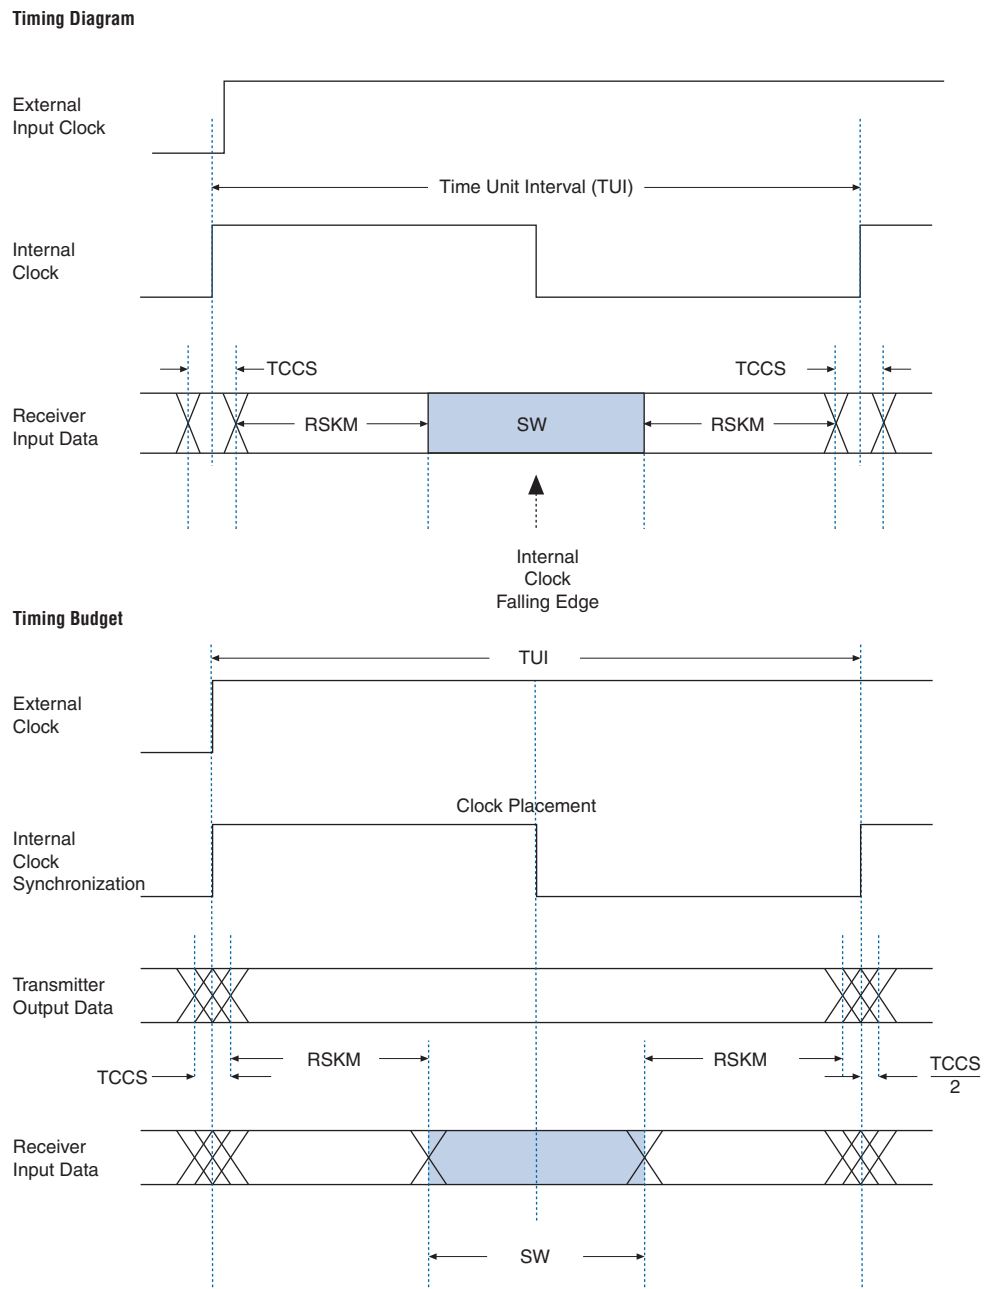 Timing Diagram
External
Input Clock
Time Unit Interval (TUI)
Internal
Clock
TCCS
TCCS
Receiver
Input Data
RSKM
SW
RSKM
Internal
Clock
Falling Edge
Timing Budget
TUI
External
Clock
Clock Placement
Internal
Clock
Synchronization
Transmitter
Output Data
RSKM
RSKM
TCCS
TCCS
2
Receiver
Input Data
SW